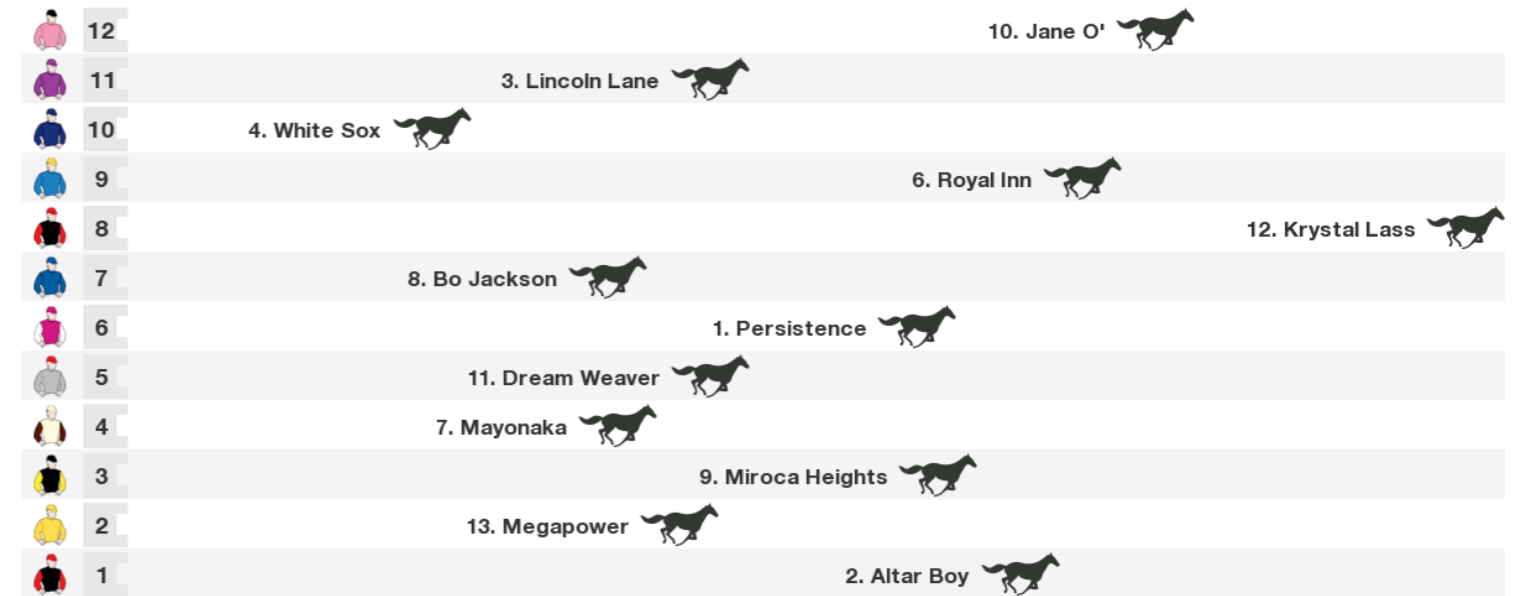 12 10. Jane O'
11 3. Lincoln Lane
10 4. White Sox
9 6. Royal Inn
8 12. Krystal Lass
7 8. Bo Jackson
6 1. Persistence
5 11. Dream Weaver
4 7. Mayonaka
3 9. Miroca Heights
2 13. Megapower
1 2. Altar Boy